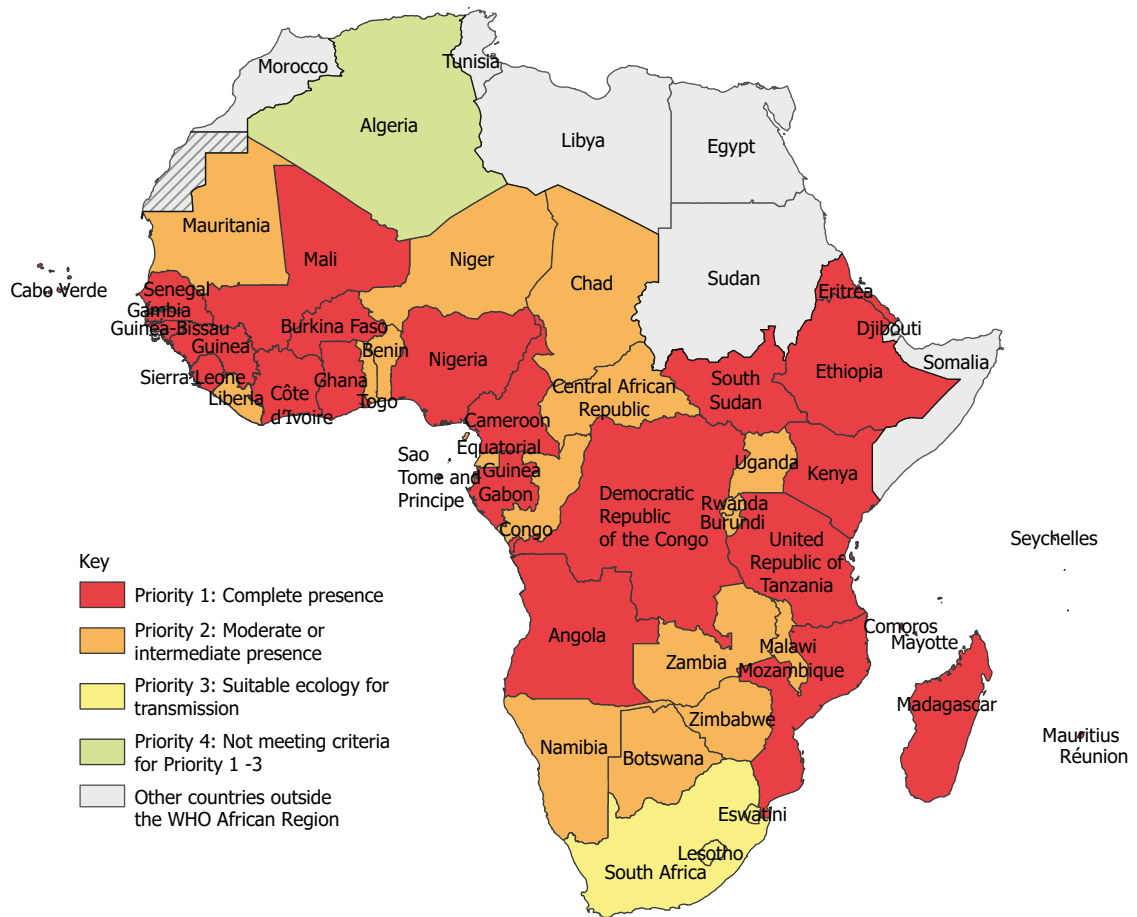 Morocco
Tunisia
Algeria
Libya
Egypt
Mauritania
Mali
Niger
Chad
Sudan
Cabo Verde
Senegal
Gambia
Guinea-Bissau
Guinea
Burkina Faso
Benin
Nigeria
Eritrea
Djibouti
Somalia
Ethiopia
Sierra Leone
Liberia
Côte
d'Ivoire
Ghana
Togo
Central African
Republic
South
Sudan
Cameroon
Equatorial
Guinea
Sao
Tome and
Principe
Gabon
Congo
Democratic
Republic
of the Congo
Uganda
Kenya
Rwanda
Burundi
United
Republic of
Tanzania
Seychelles
Angola
Zambia
Malawi
Mozambique
Comoros
Mayotte
Madagascar
Mauritius
Réunion
Namibia
Botswana
Zimbabwe
Eswatini
Lesotho
South Africa
Key
Priority 1: Complete presence
Priority 2: Moderate or
intermediate presence
Priority 3: Suitable ecology for
transmission
Priority 4: Not meeting criteria
for Priority 1 -3
Other countries outside
the WHO African Region